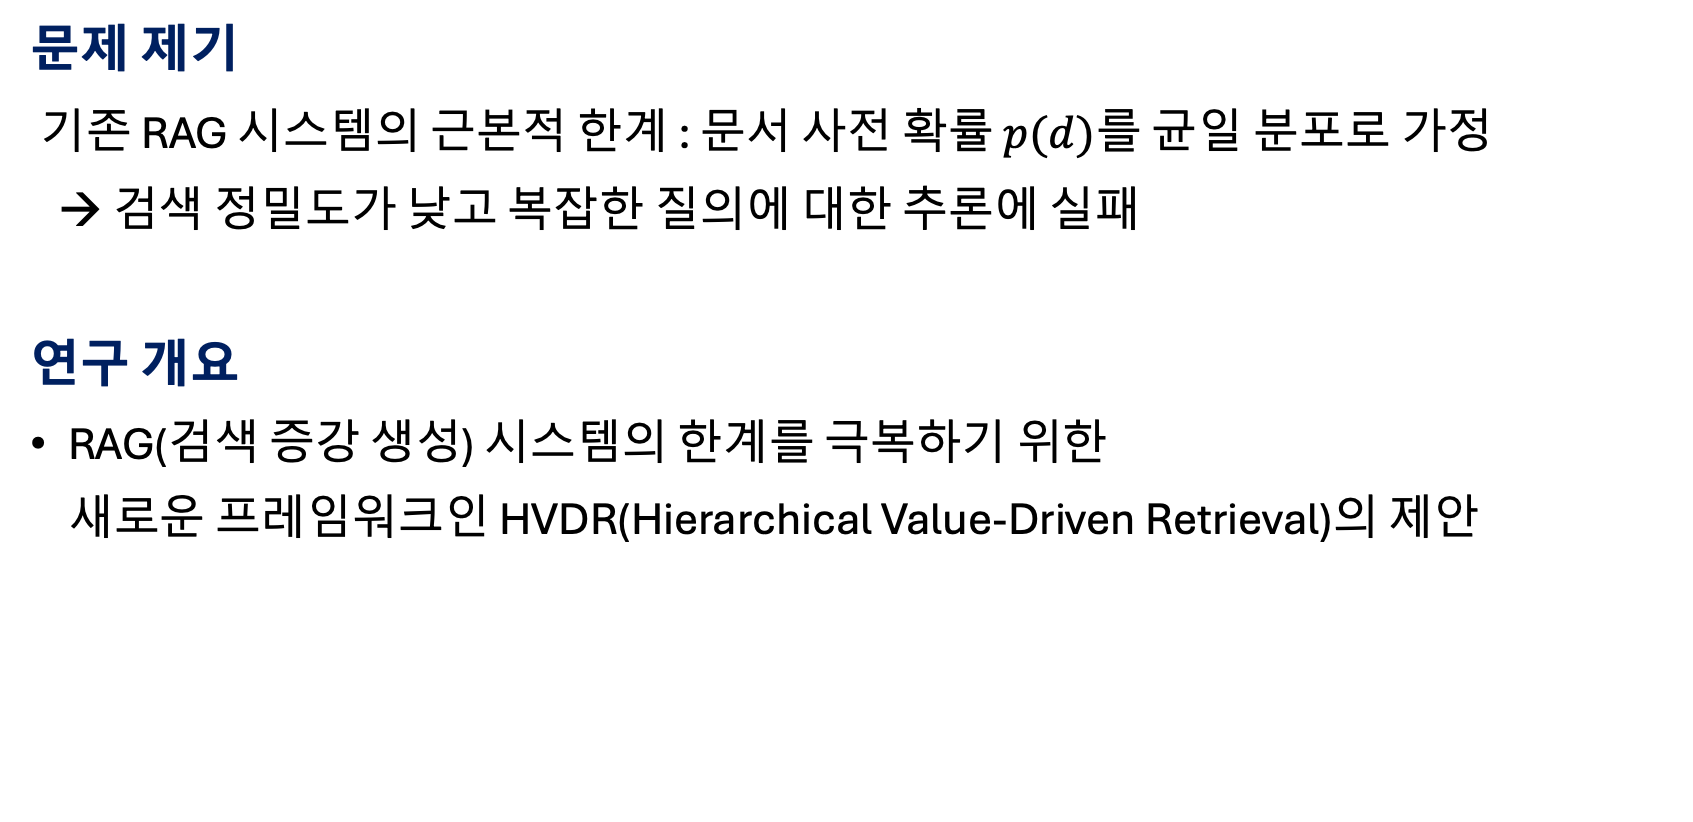 문제 제기
기존 RAG 시스템의 근본적 한계 : 문서 사전 확률 p(d)를 균일 분포로 가정
→ 검색 정밀도가 낮고 복잡한 질의에 대한 추론에 실패
연구 개요
• RAG(검색 증강 생성) 시스템의 한계를 극복하기 위한
새로운 프레임워크인 HVDR(Hierarchical Value-Driven Retrieval)의 제안